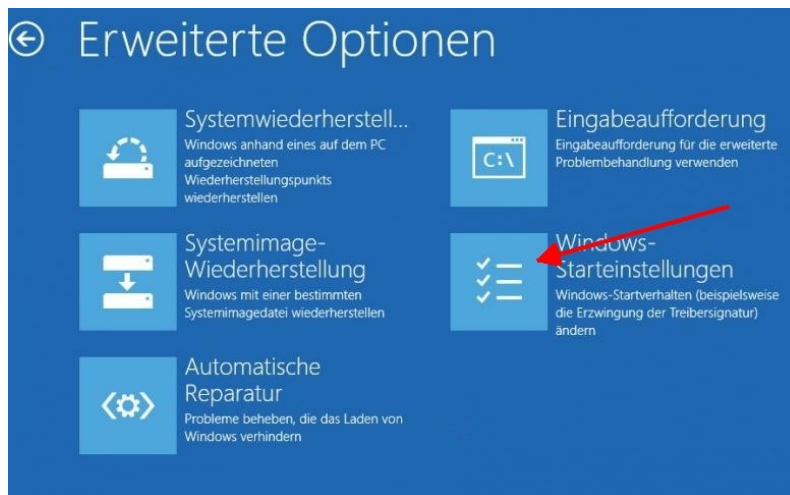 Erweiterte Optionen
Systemwiederherstell...
Windows anhand eines auf dem PC
aufgezeichneten
Wiederherstellungspunkts
wiederherstellen
Systemimage-
Wiederherstellung
Windows mit einer bestimmten
Systemimagedatei wiederherstellen
Automatische
Reparatur
Probleme beheben, die das Laden von
Windows verhindern
C:\
Eingabeaufforderung
Eingabeaufforderung für die erweiterte
Problembehandlung verwenden
Windows-
Starteinstellungen
Windows-Startverhalten (beispielsweise
die Erzwingung der Treibersignatur)
ändern